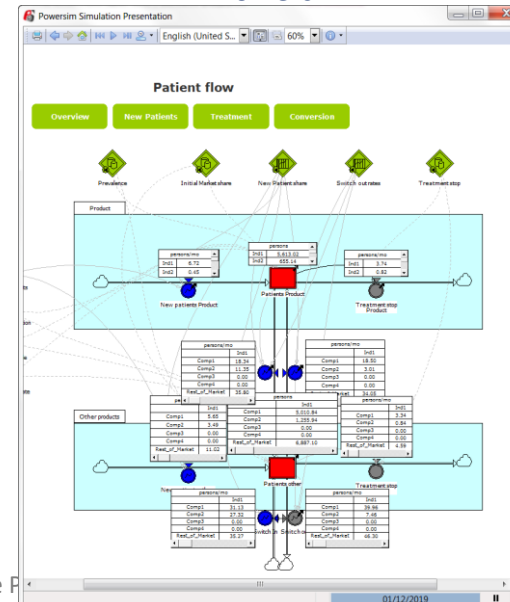 Powersim Simulation Presentation
English (United S... 60%
Patient flow
Overview New Patients Treatment Conversion
Prevalence Initial Market share New Patient share Switch out rates Treatment stop
Product
persons/mo
Ind1 6.72
Ind2 0.45
persons
Ind1 5,613.02
Ind2 655.14
persons/mo
Ind1 3.74
Ind2 0.82
New patients Product
Patients Product
Treatment stop
Product
persons/mo
Ind1
Comp1 18.34
Comp2 11.35
Comp3 0.00
Comp4 0.00
Rest_of_Market 35.60
persons/mo
Ind1
Comp1 18.50
Comp2 3.01
Comp3 0.00
Comp4 0.00
34.05
Other products
Ind1
Comp1 5.65
Comp2 3.49
Comp3 0.00
Comp4 0.00
Rest_of_Market 11.02
persons
Ind1
Comp1 5,010.84
Comp2 1,255.94
Comp3 0.00
Comp4 0.00
Rest_of_Market 6,887.10
persons/mo
Ind1
Comp1 3.34
Comp2 0.84
Comp3 0.00
Comp4 0.00
Rest_of_Market 4.59
Patients other
Treatment stop
persons/mo
Ind1
Comp1 31.13
Comp2 27.32
Comp3 0.00
Comp4 0.00
Rest_of_Market 35.27
Switch in Switch o
persons/mo
Ind1
Comp1 39.96
Comp2 7.46
Comp3 0.00
Comp4 0.00
Rest_of_Market 46.30
e P
01/12/2019